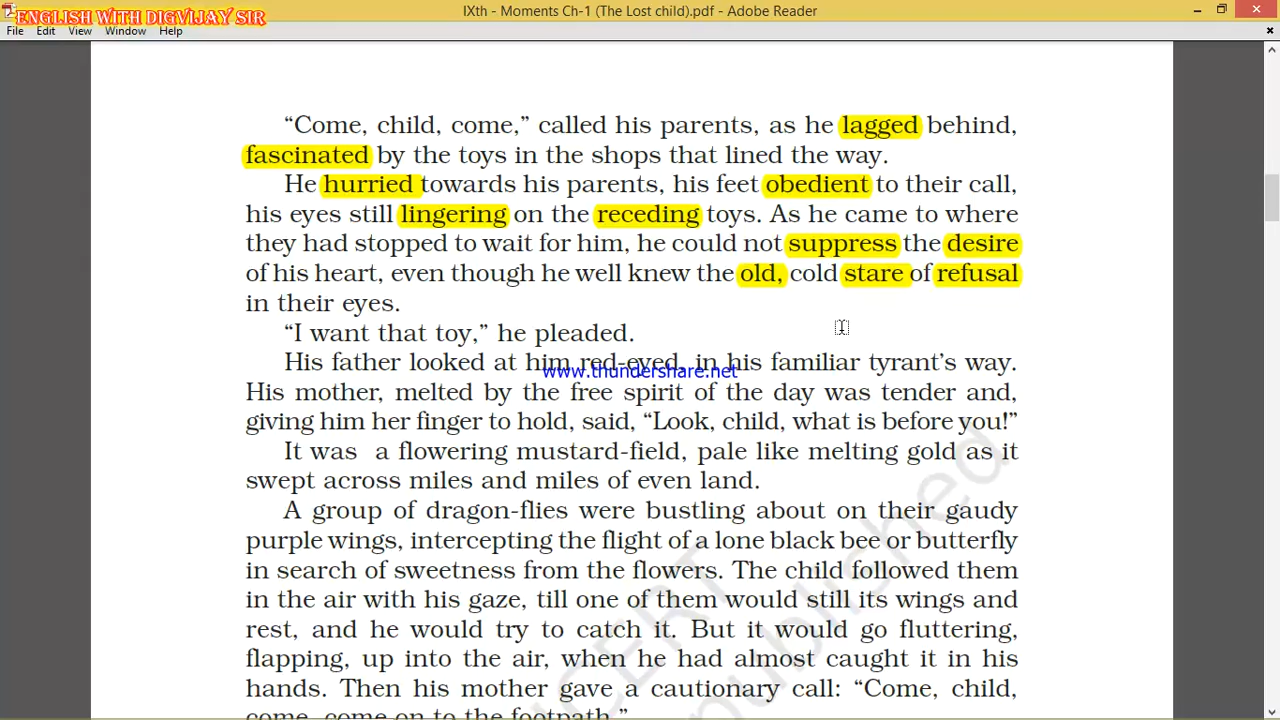 ENGLISH WITH DIGVIJAY SIR
IXth - Moments Ch-1 (The Lost child).pdf - Adobe Reader
File Edit View Window Help
“Come, child, come,” called his parents, as he lagged behind,
fascinated by the toys in the shops that lined the way.
He hurried towards his parents, his feet obedient to their call,
his eyes still lingering on the receding toys. As he came to where
they had stopped to wait for him, he could not suppress the desire
of his heart, even though he well knew the old, cold stare of refusal
in their eyes.
“I want that toy,” he pleaded.
His father looked at him red-eyed, in his familiar tyrant’s way.
www.thundershare.net
His mother, melted by the free spirit of the day was tender and,
giving him her finger to hold, said, “Look, child, what is before you!”
It was a flowering mustard-field, pale like melting gold as it
swept across miles and miles of even land.
A group of dragon-flies were bustling about on their gaudy
purple wings, intercepting the flight of a lone black bee or butterfly
in search of sweetness from the flowers. The child followed them
in the air with his gaze, till one of them would still its wings and
rest, and he would try to catch it. But it would go fluttering,
flapping, up into the air, when he had almost caught it in his
hands. Then his mother gave a cautionary call: “Come, child,
come, come on to the footpath.”
NCERT
published